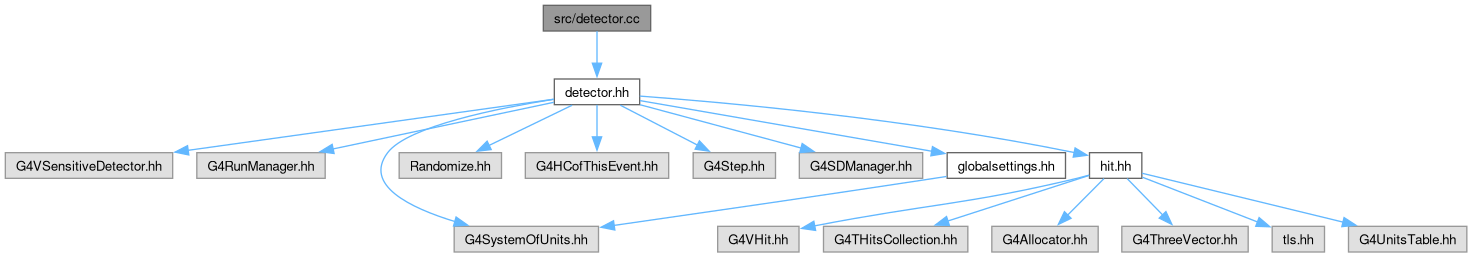 src/detector.cc
detector.hh
G4VSensitiveDetector.hh
G4RunManager.hh
Randomize.hh
G4HCofThisEvent.hh
G4Step.hh
G4SDManager.hh
globalsettings.hh
hit.hh
G4SystemOfUnits.hh
G4VHit.hh
G4THitsCollection.hh
G4Allocator.hh
G4ThreeVector.hh
tls.hh
G4UnitsTable.hh